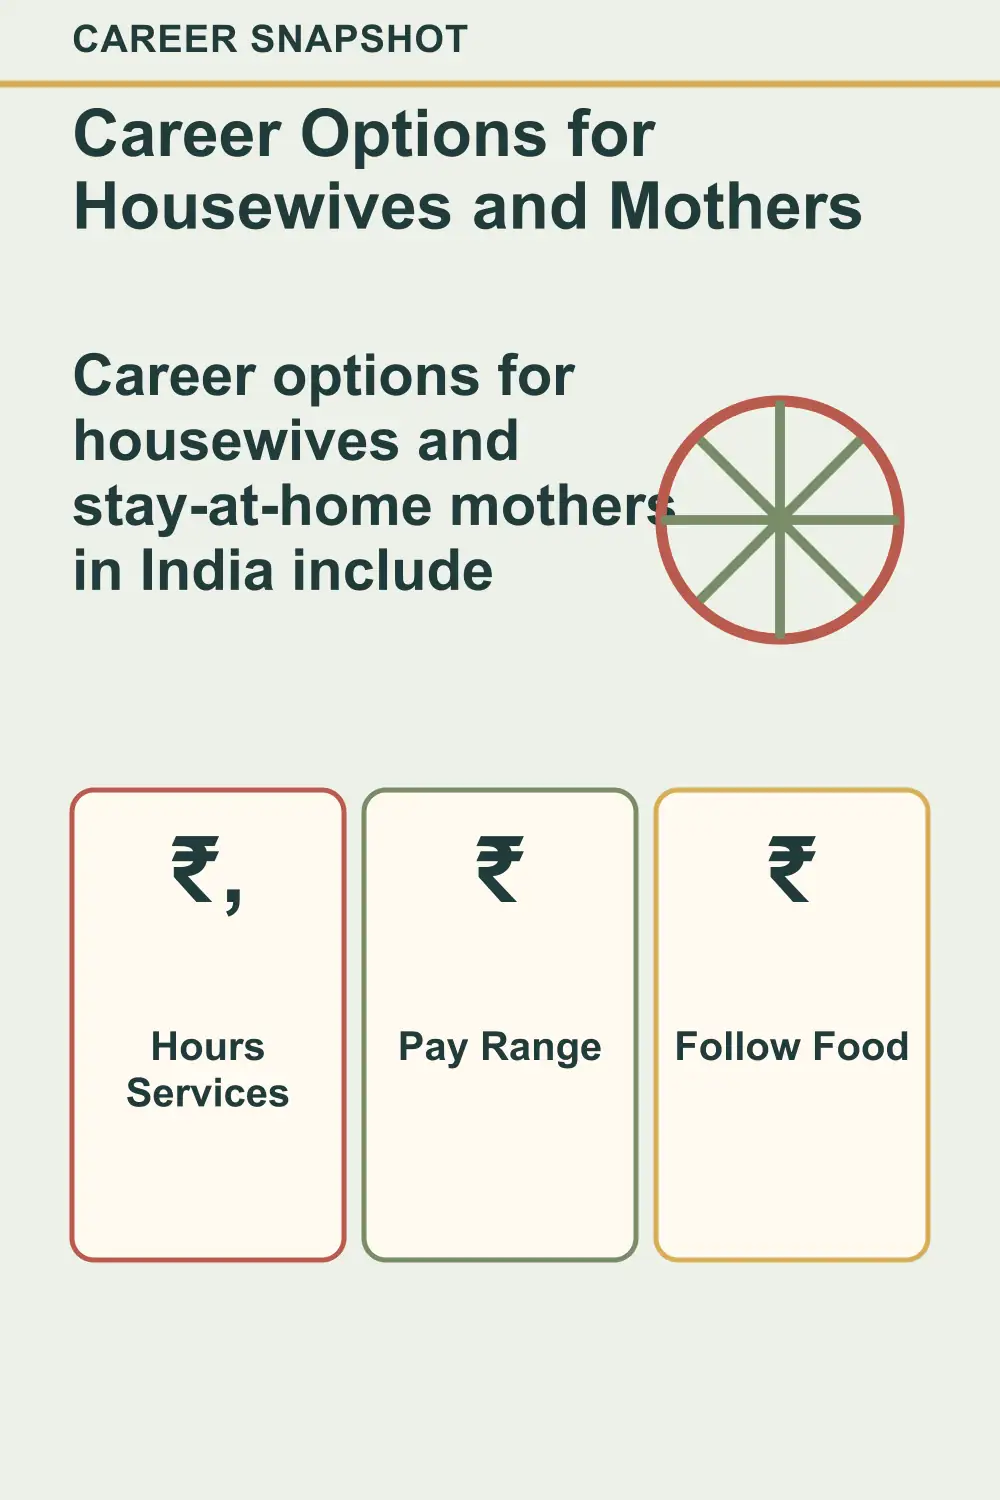 CAREER SNAPSHOT
Career Options for
Housewives and Mothers
Career options for
housewives and
stay-at-home mothers
in India include
₹,
Hours
Services
₹
Pay Range
₹
Follow Food